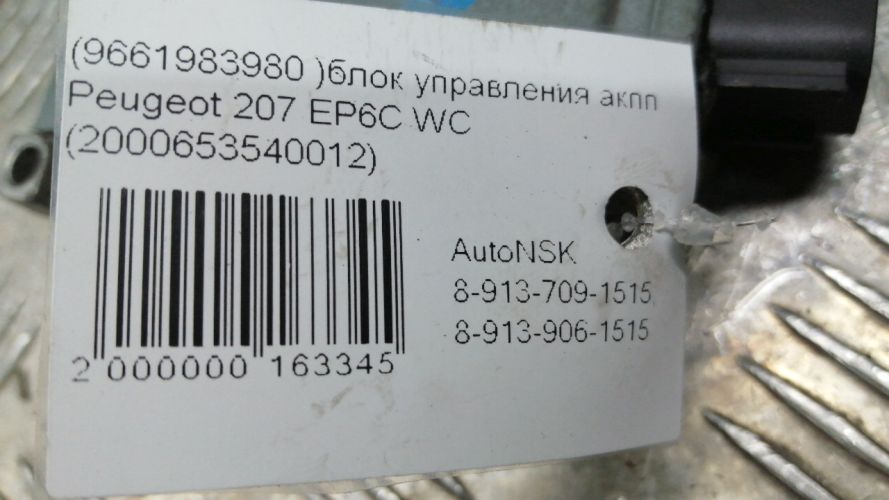 (9661983980 )блок управления акпп
Peugeot 207 EP6C WC
(2000653540012)
AutoNSK
8-913-709-1515,
8-913-906-1515
2 000000 163345